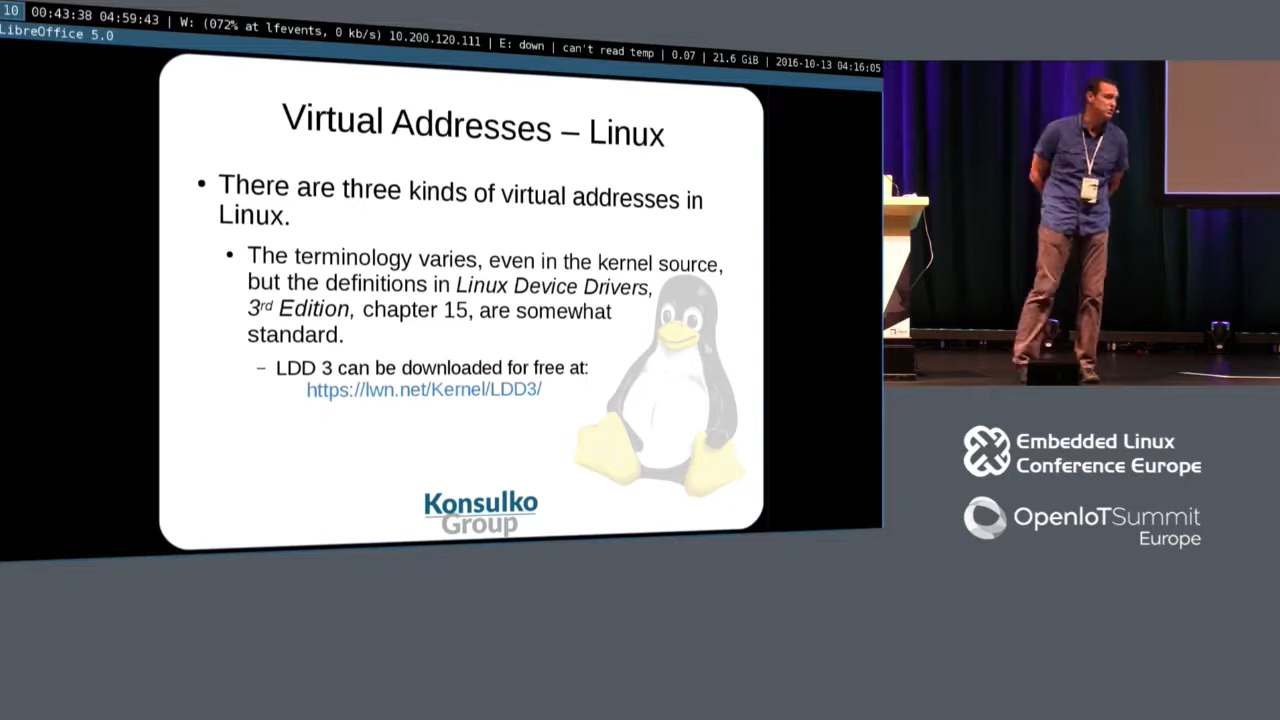 10 00:43:38 04:59:43 | W: (072% at lfevents, 0 kb/s) 10.200.120.111 | E: down | can't read temp | 0.07 | 21.6 GiB | 2016-10-13 04:16:05
LibreOffice 5.0
Virtual Addresses – Linux
• There are three kinds of virtual addresses in
Linux.
• The terminology varies, even in the kernel source,
but the definitions in Linux Device Drivers,
3rd Edition, chapter 15, are somewhat
standard.
– LDD 3 can be downloaded for free at:
https://lwn.net/Kernel/LDD3/
Konsulko
Group
Embedded Linux
Conference Europe
OpenIoTSummit
Europe